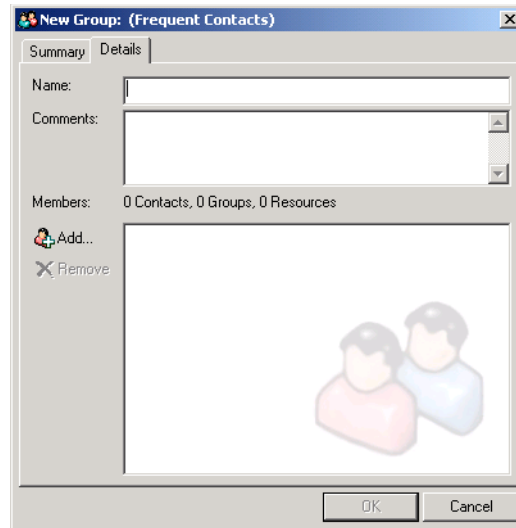 New Group: (Frequent Contacts)
Summary Details
Name:
Comments:
Members: 0 Contacts, 0 Groups, 0 Resources
Add...
Remove
OK Cancel